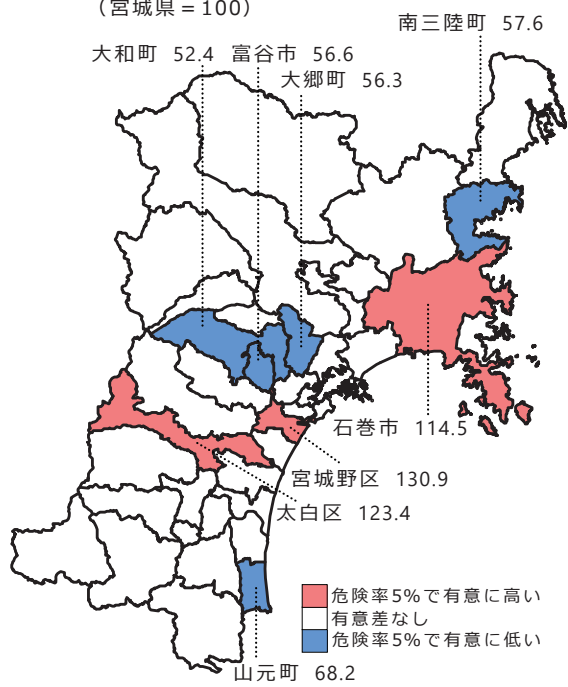 (宮城県=100)
南三陸町 57.6
大和町 52.4 富谷市 56.6
大郷町 56.3
石巻市 114.5
宮城野区 130.9
太白区 123.4
危険率5%で有意に高い
有意差なし
危険率5%で有意に低い
山元町 68.2